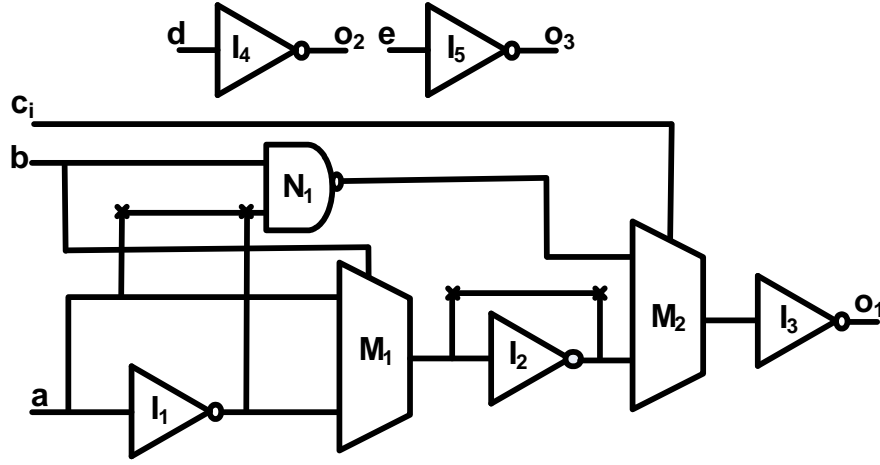 d I₄ o₂ e I₅ o₃
cᵢ
b N₁
M₁ I₂ M₂ I₃ o₁
a I₁